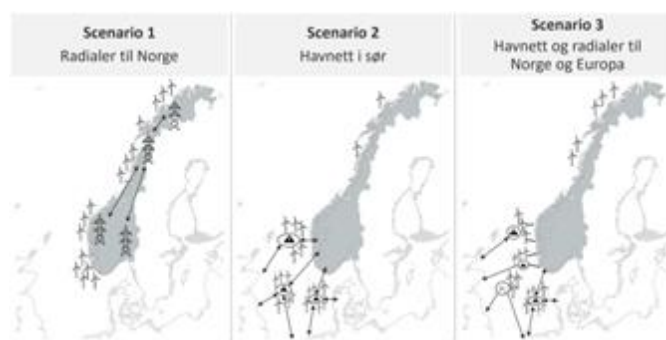 Scenario 1
Radialer til Norge
Scenario 2
Havnett i sør
Scenario 3
Havnett og radialer til
Norge og Europa